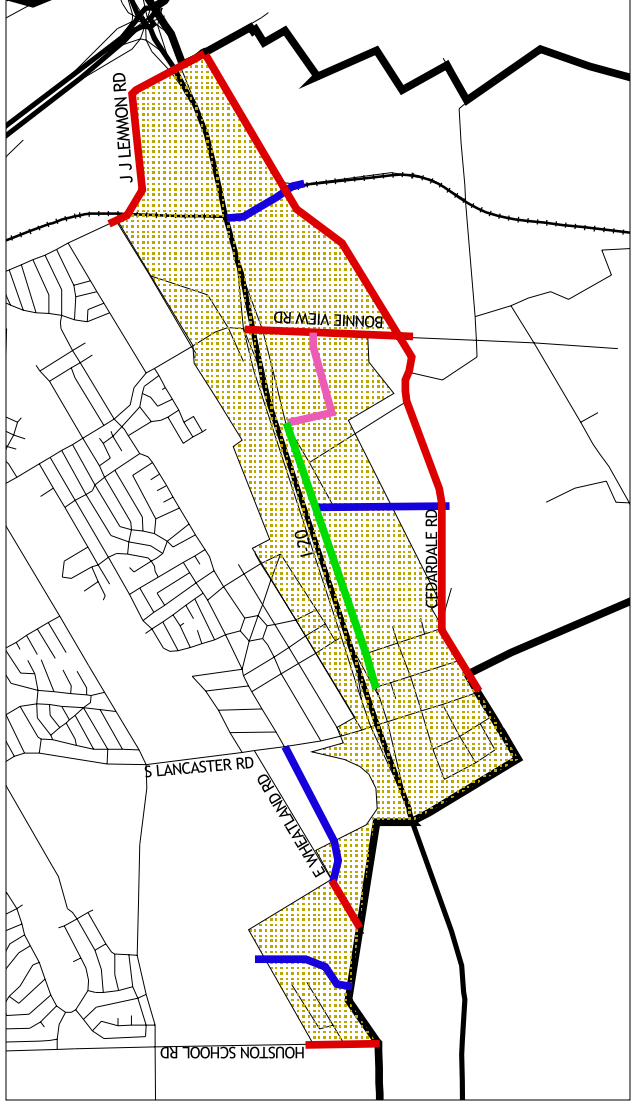 J J LEMMON RD
BONNIE VIEW RD
I-20
CEDARDALE RD
S LANCASTER RD
E WHEATLAND RD
HOUSTON SCHOOL RD